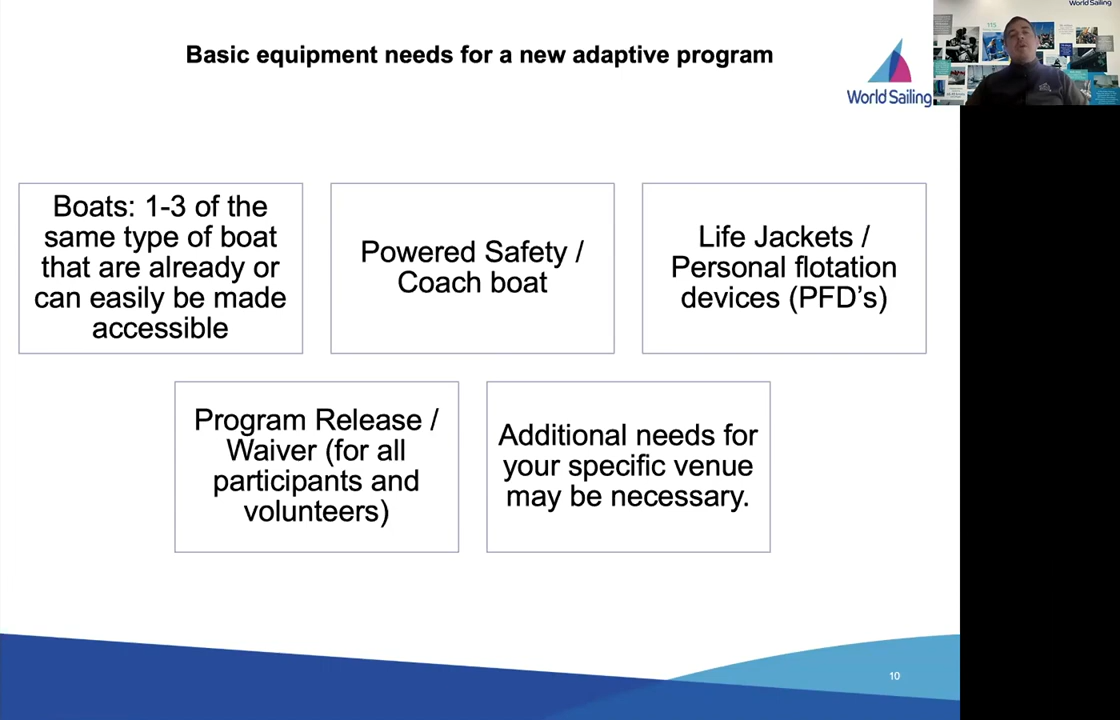 Basic equipment needs for a new adaptive program
World Sailing
World Sailing
Boats: 1-3 of the
same type of boat
that are already or
can easily be made
accessible
Powered Safety /
Coach boat
Life Jackets /
Personal flotation
devices (PFD's)
Program Release /
Waiver (for all
participants and
volunteers)
Additional needs for
your specific venue
may be necessary.
10